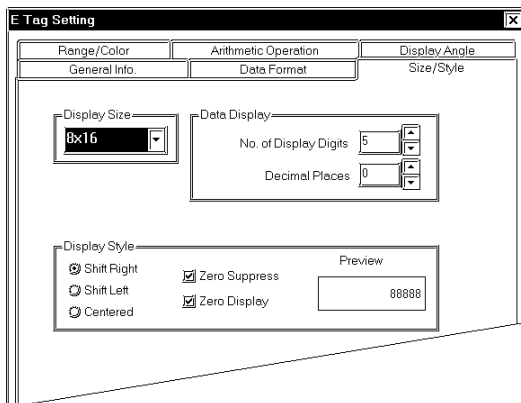 E Tag Setting
Range/Color Arithmetic Operation Display Angle
General Info. Data Format Size/Style
Display Size
8x16
Data Display
No. of Display Digits 5
Decimal Places 0
Display Style
Shift Right
Shift Left
Centered
Zero Suppress
Zero Display
Preview
88888